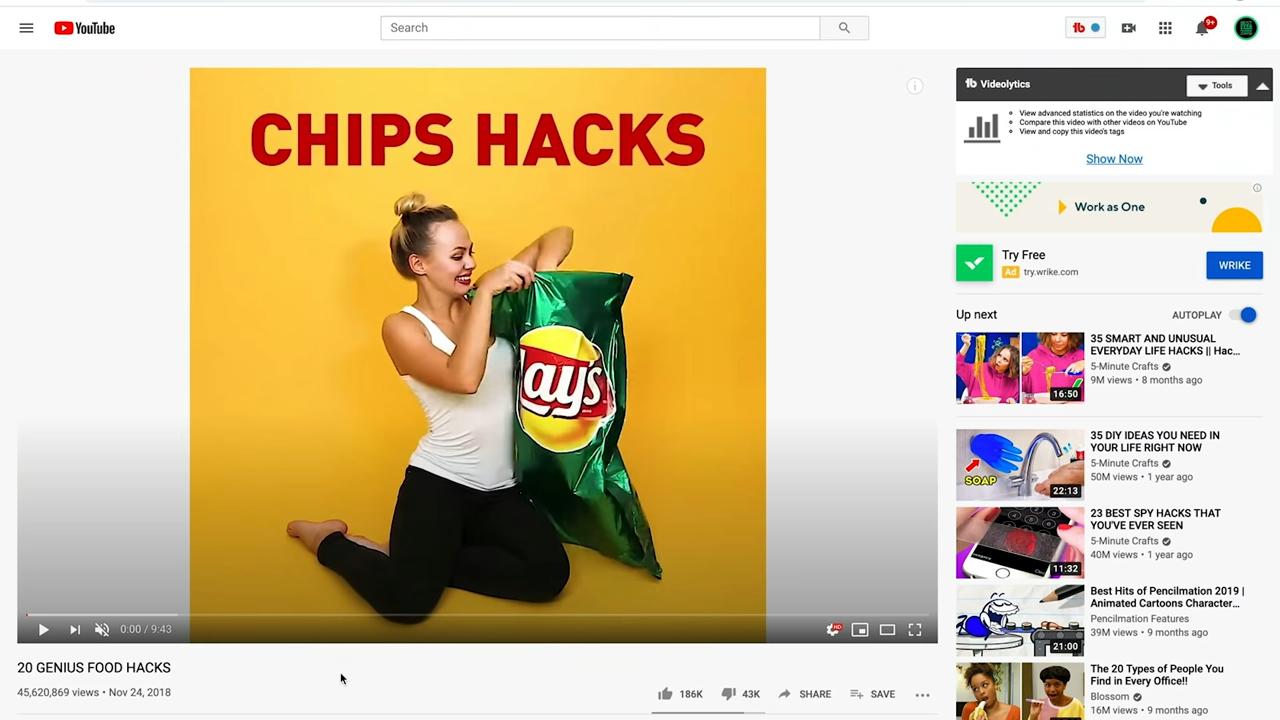 YouTube
Search
tb
9+
CHIPS HACKS
Lay's
tb Videolytics
Tools
View advanced statistics on the video you're watching
Compare this video with other videos on YouTube
View and copy this video's tags
Show Now
Work as One
Try Free
Ad try.wrike.com
WRIKE
Up next
AUTOPLAY
35 SMART AND UNUSUAL
EVERYDAY LIFE HACKS || Hac...
5-Minute Crafts
9M views • 8 months ago
16:50
35 DIY IDEAS YOU NEED IN
YOUR LIFE RIGHT NOW
5-Minute Crafts
50M views • 1 year ago
SOAP
22:13
23 BEST SPY HACKS THAT
YOU'VE EVER SEEN
5-Minute Crafts
40M views • 1 year ago
11:32
Best Hits of Pencilmation 2019 |
Animated Cartoons Character...
Pencilmation Features
39M views • 9 months ago
21:00
The 20 Types of People You
Find in Every Office!!
Blossom
16M views • 9 months ago
0:00 / 9:43
HD
20 GENIUS FOOD HACKS
45,620,869 views • Nov 24, 2018
186K
43K
SHARE
SAVE